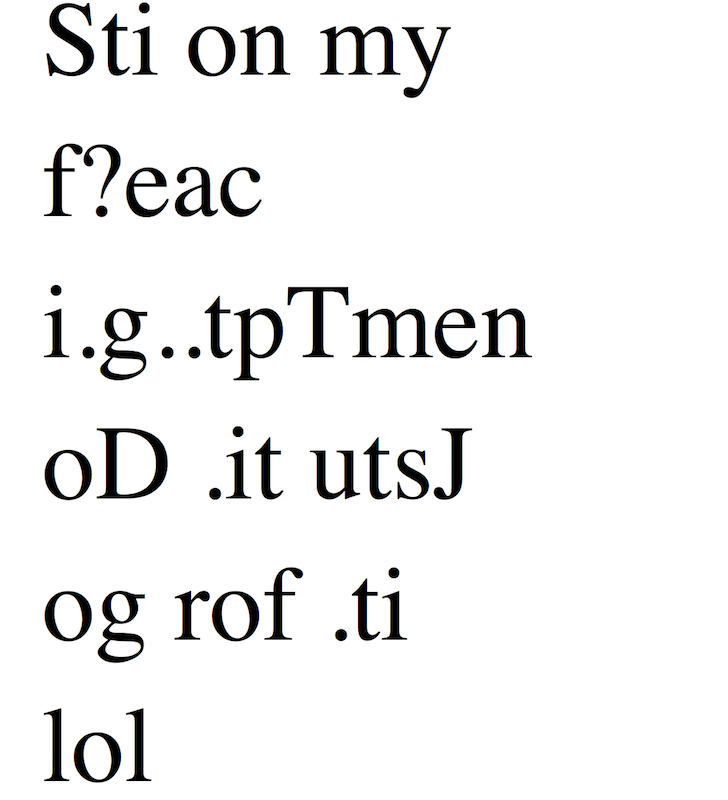 Sti on my
f?eac
i.g..tpTmen
oD .it utsJ
og rof .ti
lol